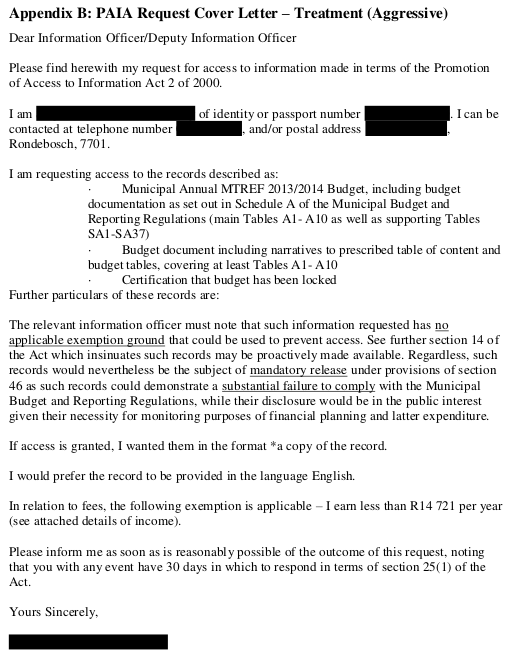 Appendix B: PAIA Request Cover Letter – Treatment (Aggressive)
Dear Information Officer/Deputy Information Officer
Please find herewith my request for access to information made in terms of the Promotion
of Access to Information Act 2 of 2000.
I am of identity or passport number . I can be
contacted at telephone number , and/or postal address ,
Rondebosch, 7701.
I am requesting access to the records described as:
· Municipal Annual MTREF 2013/2014 Budget, including budget
documentation as set out in Schedule A of the Municipal Budget and
Reporting Regulations (main Tables A1- A10 as well as supporting Tables
SA1-SA37)
· Budget document including narratives to prescribed table of content and
budget tables, covering at least Tables A1- A10
· Certification that budget has been locked
Further particulars of these records are:
The relevant information officer must note that such information requested has no
applicable exemption ground that could be used to prevent access. See further section 14 of
the Act which insinuates such records may be proactively made available. Regardless, such
records would nevertheless be the subject of mandatory release under provisions of section
46 as such records could demonstrate a substantial failure to comply with the Municipal
Budget and Reporting Regulations, while their disclosure would be in the public interest
given their necessity for monitoring purposes of financial planning and latter expenditure.
If access is granted, I wanted them in the format *a copy of the record.
I would prefer the record to be provided in the language English.
In relation to fees, the following exemption is applicable – I earn less than R14 721 per year
(see attached details of income).
Please inform me as soon as is reasonably possible of the outcome of this request, noting
that you with any event have 30 days in which to respond in terms of section 25(1) of the
Act.
Yours Sincerely,